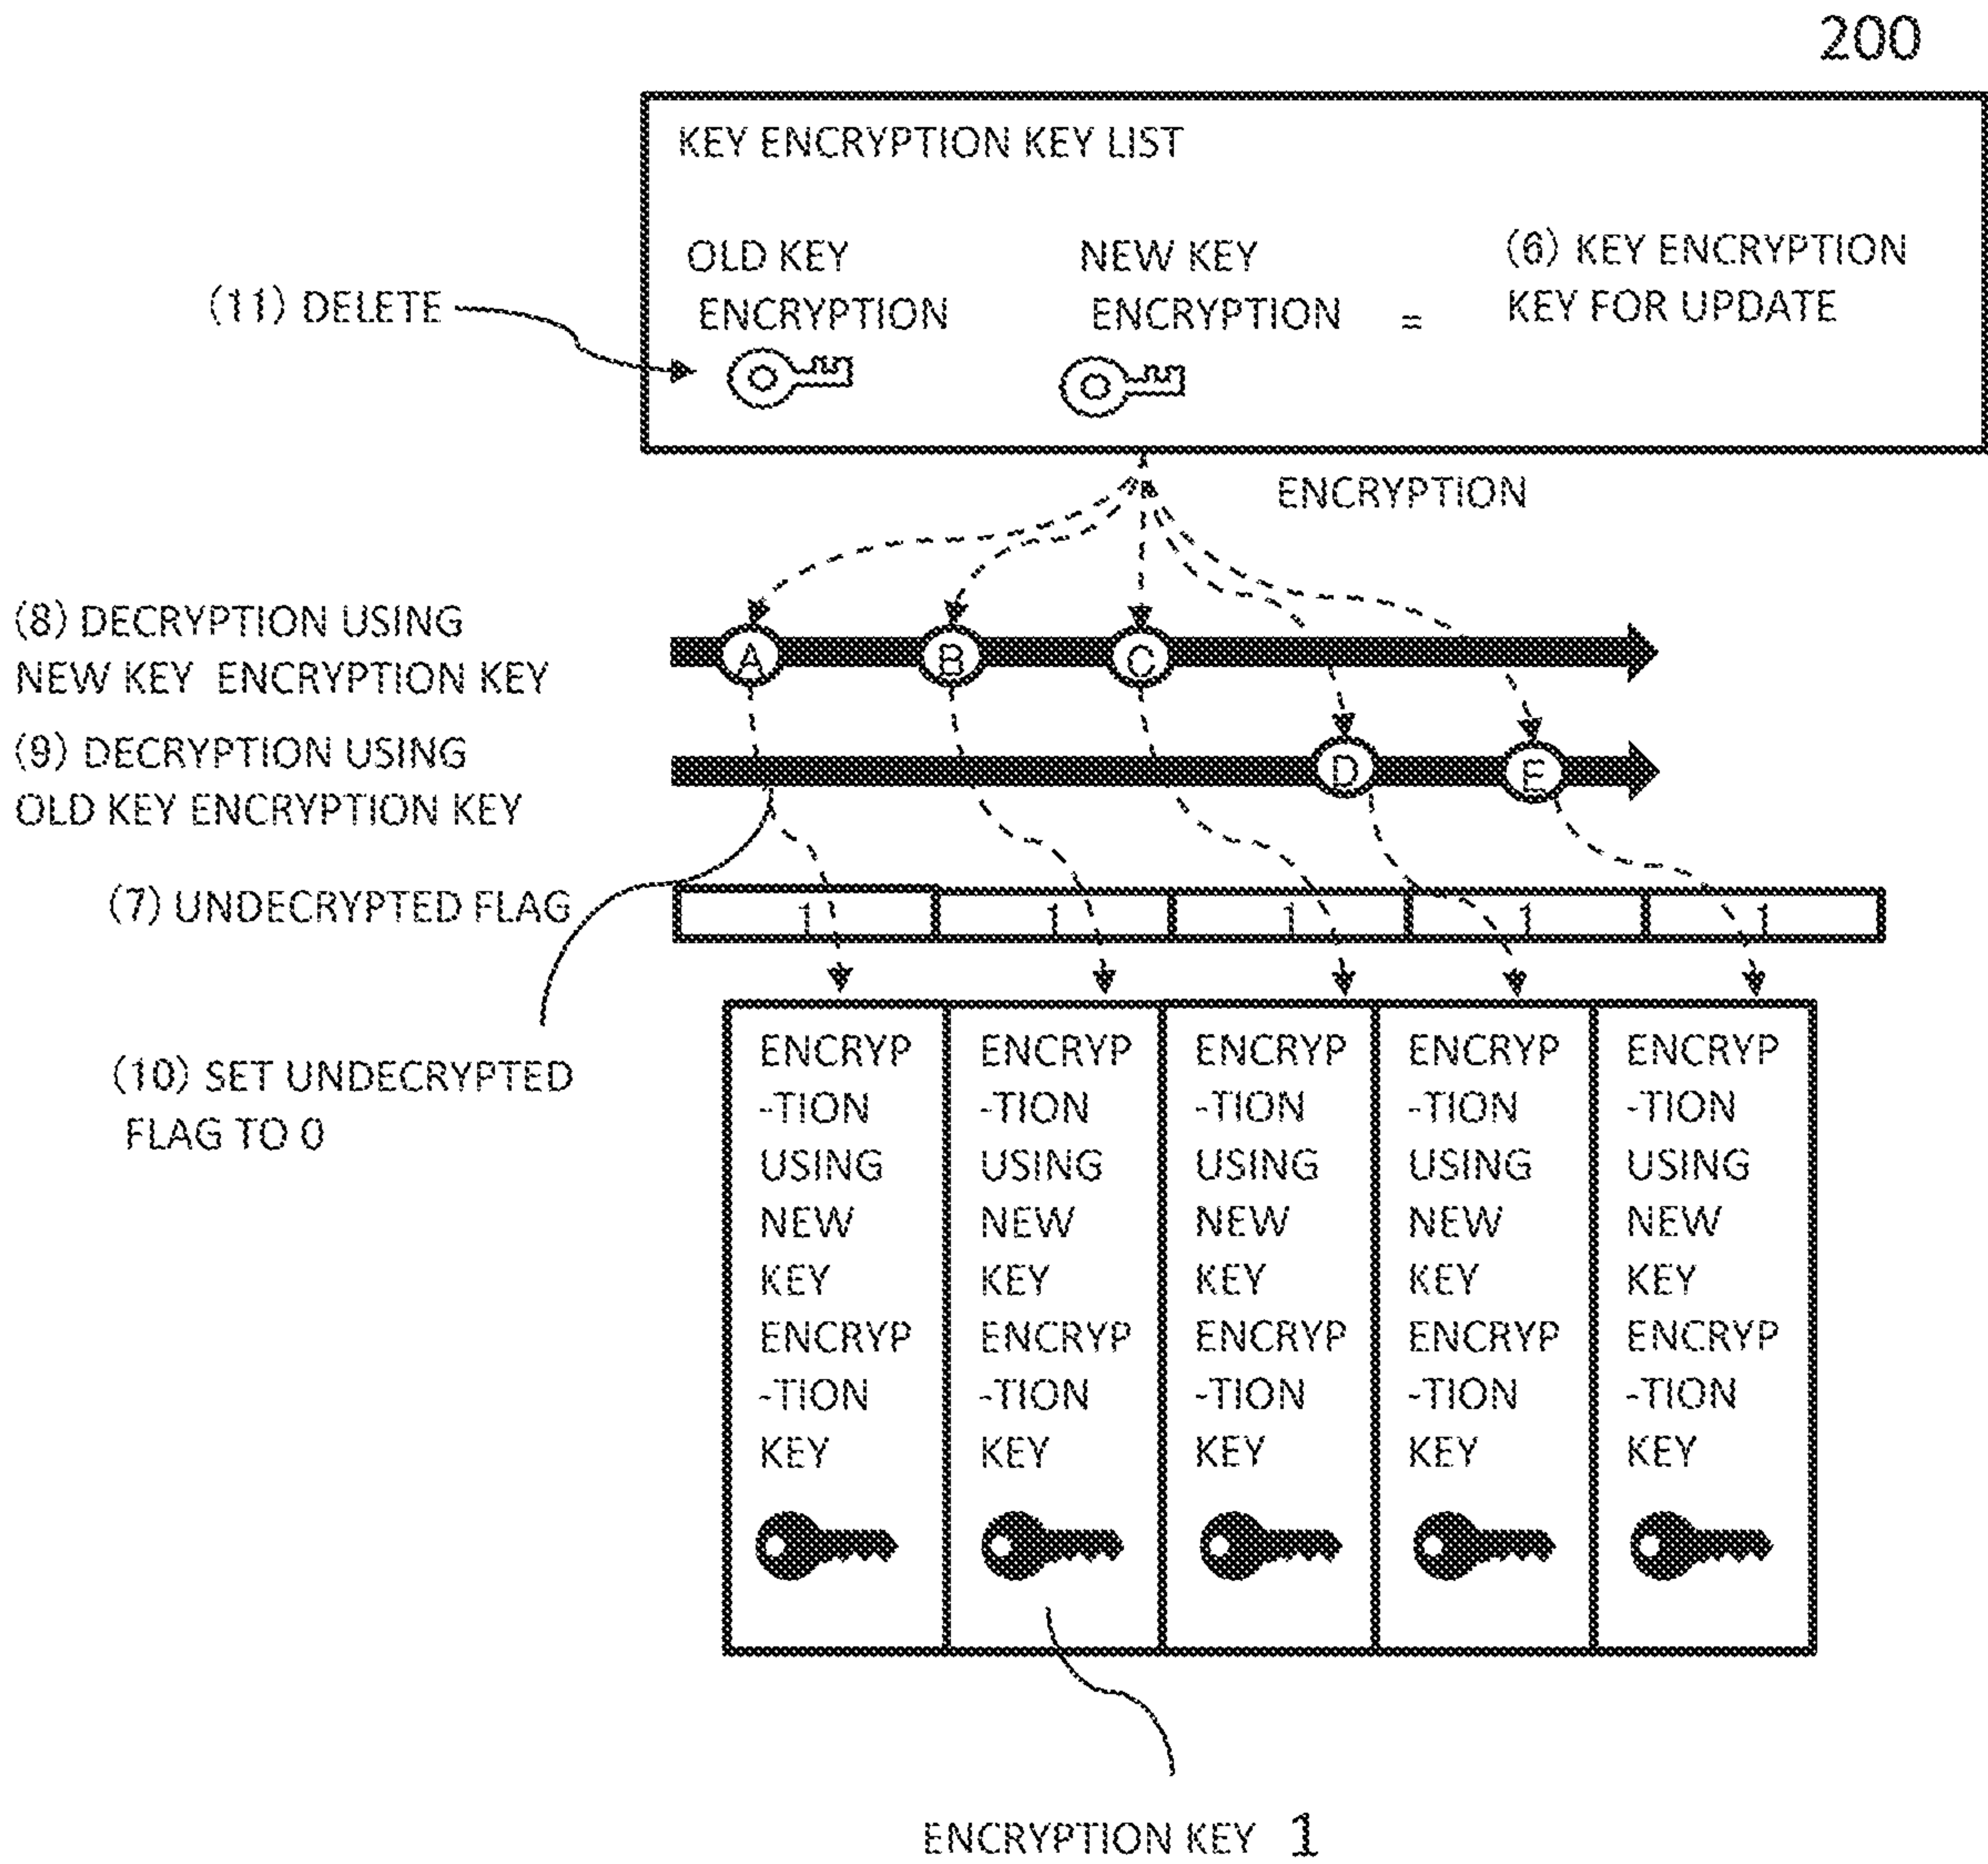 200
KEY ENCRYPTION KEY LIST
OLD KEY
ENCRYPTION
NEW KEY
ENCRYPTION
=
(6) KEY ENCRYPTION
KEY FOR UPDATE
(11) DELETE
ENCRYPTION
(8) DECRYPTION USING
NEW KEY ENCRYPTION KEY
A
B
C
(9) DECRYPTION USING
OLD KEY ENCRYPTION KEY
D
E
(7) UNDECRYPTED FLAG
1
1
1
1
1
(10) SET UNDECRYPTED
FLAG TO 0
ENCRYP
-TION
USING
NEW
KEY
ENCRYP
-TION
KEY
ENCRYP
-TION
USING
NEW
KEY
ENCRYP
-TION
KEY
ENCRYP
-TION
USING
NEW
KEY
ENCRYP
-TION
KEY
ENCRYP
-TION
USING
NEW
KEY
ENCRYP
-TION
KEY
ENCRYP
-TION
USING
NEW
KEY
ENCRYP
-TION
KEY
ENCRYPTION KEY 1